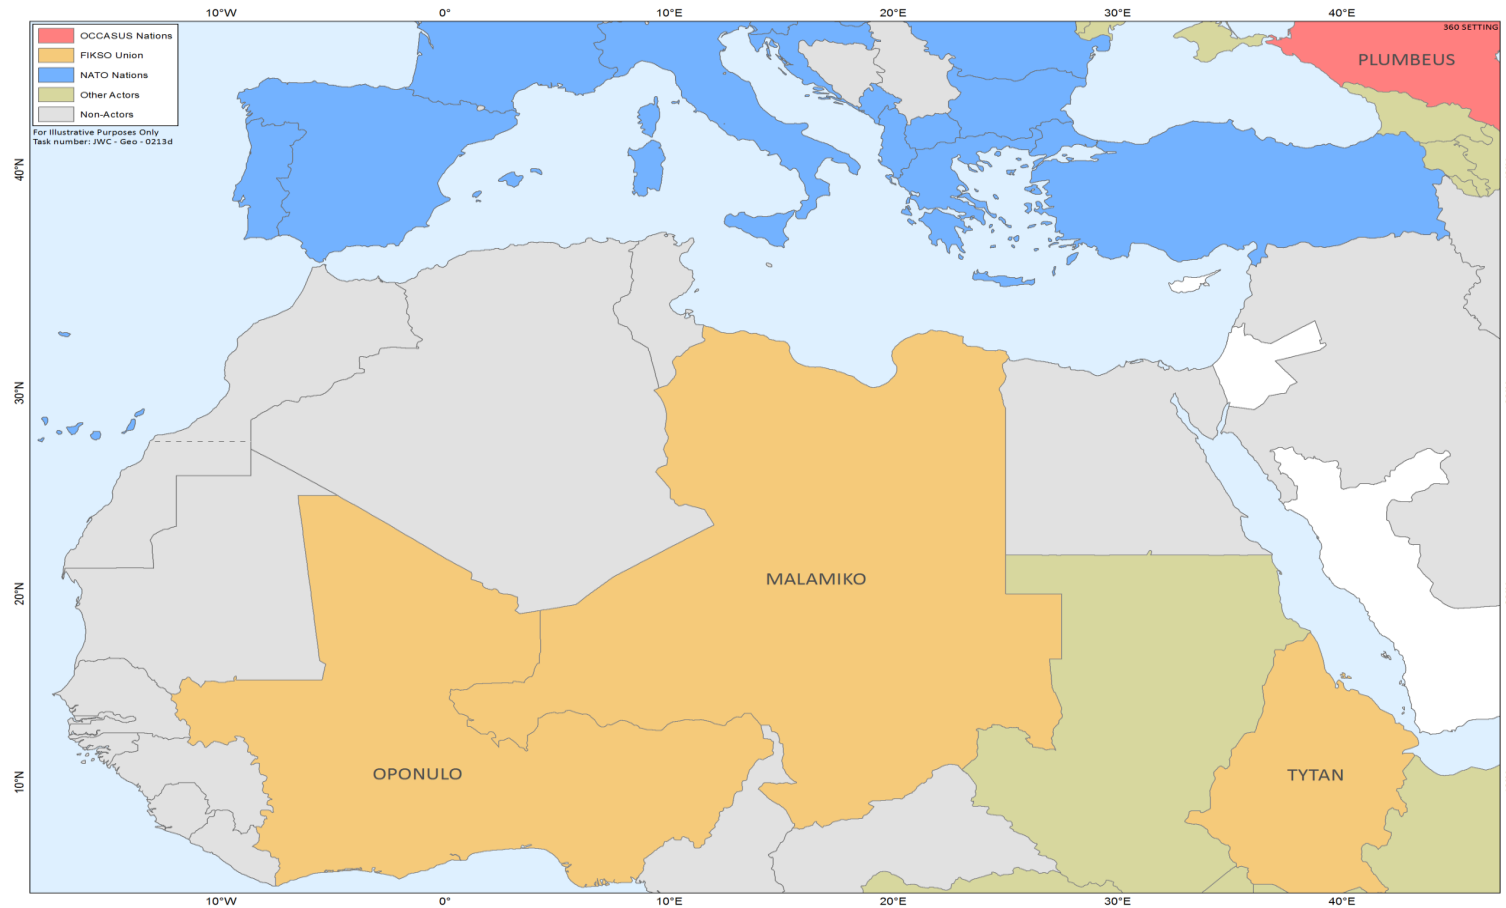 10°W 0° 10°E 20°E 30°E 40°E
OCCASUS Nations
FIKSO Union
NATO Nations
Other Actors
Non-Actors
For Illustrative Purposes Only
Task number: JWC - Geo - 0213d
360 SETTING
PLUMBEUS
40°N
30°N
20°N
10°N
MALAMIKO
OPONULO
TYTAN
10°W 0° 10°E 20°E 30°E 40°E